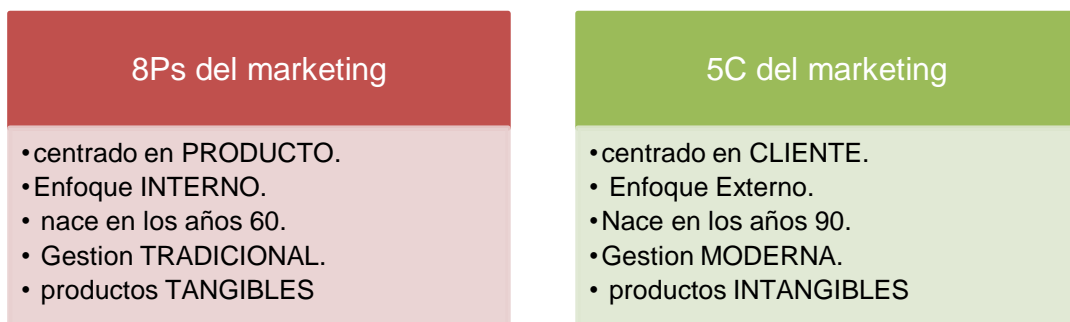 8Ps del marketing
•centrado en PRODUCTO.
•Enfoque INTERNO.
• nace en los años 60.
• Gestion TRADICIONAL.
• productos TANGIBLES
5C del marketing
•centrado en CLIENTE.
• Enfoque Externo.
•Nace en los años 90.
•Gestion MODERNA.
• productos INTANGIBLES